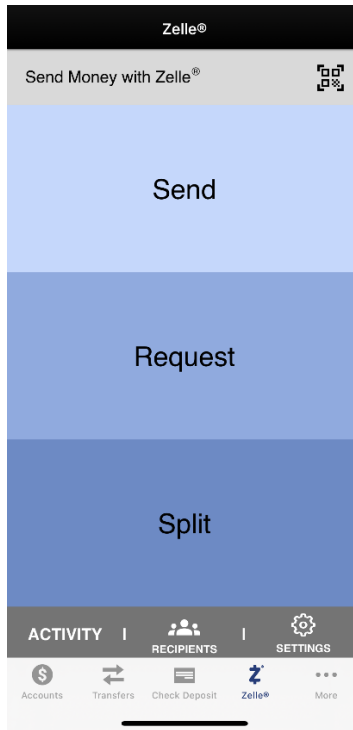 Zelle®
Send Money with Zelle®
Send
Request
Split
ACTIVITY | RECIPIENTS | SETTINGS
Accounts Transfers Check Deposit Zelle® More